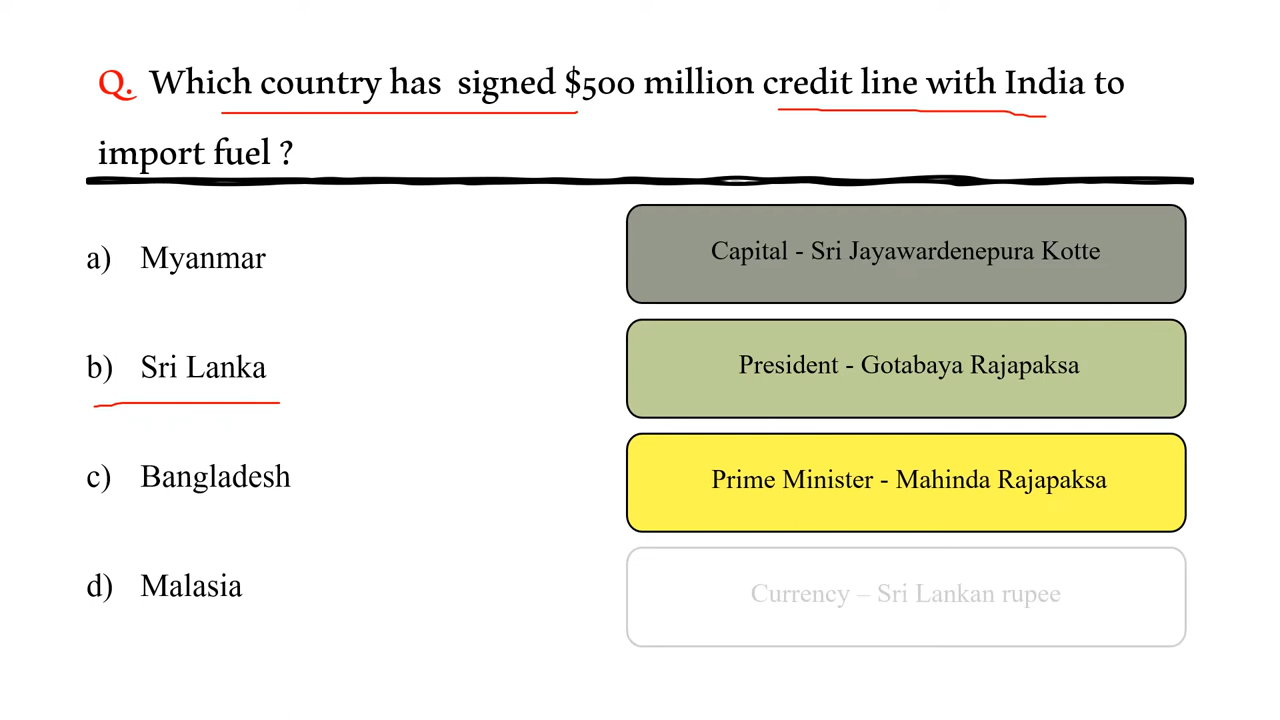 Q. Which country has signed $500 million credit line with India to
import fuel ?
a) Myanmar
b) Sri Lanka
c) Bangladesh
d) Malasia
Capital - Sri Jayawardenepura Kotte
President - Gotabaya Rajapaksa
Prime Minister - Mahinda Rajapaksa
Currency – Sri Lankan rupee